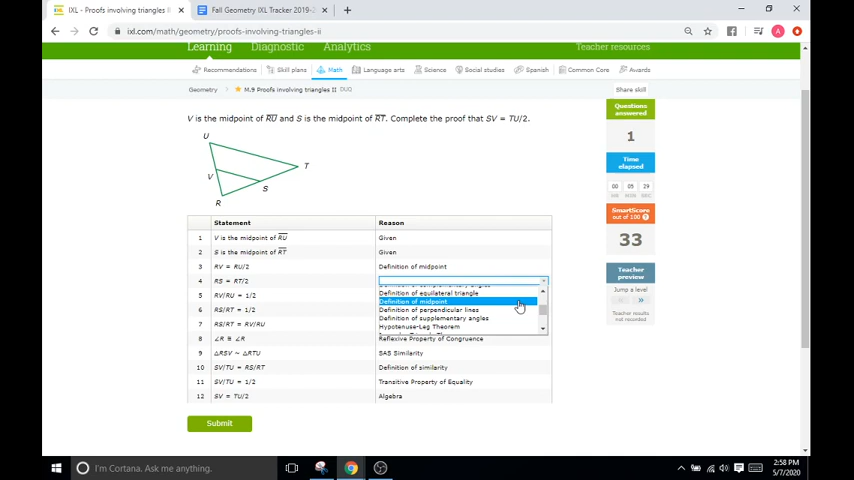 IXL - Proofs involving triangles I
Fall Geometry IXL Tracker 2019-2
ixl.com/math/geometry/proofs-involving-triangles-ii
Learning Diagnostic Analytics Teacher resources
Recommendations Skill plans Math Language arts Science Social studies Spanish Common Core Awards
Geometry M.9 Proofs involving triangles II DUO
Share skill
V is the midpoint of RU and S is the midpoint of RT. Complete the proof that SV = TU/2.
U
T
V
S
R
Statement Reason
1 V is the midpoint of RU Given
2 S is the midpoint of RT Given
3 RV = RU/2 Definition of midpoint
4 RS = RT/2
5 RV/RU = 1/2
6 RS/RT = 1/2
7 RS/RT = RV/RU
8 ∠R ≅ ∠R Reflexive Property of Congruence
9 △RSV ~ △RTU SAS Similarity
10 SV/TU = RS/RT Definition of similarity
11 SV/TU = 1/2 Transitive Property of Equality
12 SV = TU/2 Algebra
Definition of complementary angles
Definition of equilateral triangle
Definition of midpoint
Definition of perpendicular lines
Definition of supplementary angles
Hypotenuse-Leg Theorem
Submit
Questions
answered
1
Time
elapsed
00 05 29
SmartScore
out of 100
33
Teacher
preview
Jump a level
Teacher results
not recorded
I'm Cortana. Ask me anything.
2:58 PM
5/7/2020